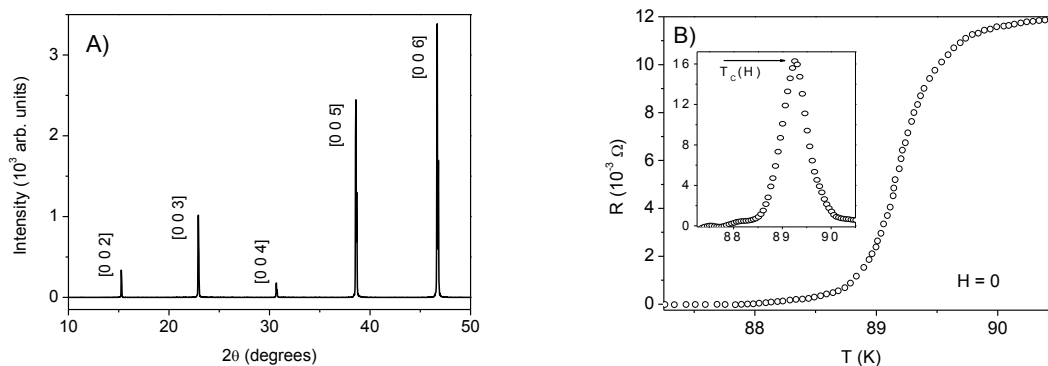 A)
Intensity (10³ arb. units)
3
2
1
0
[0 0 2]
[0 0 3]
[0 0 4]
[0 0 5]
[0 0 6]
10 20 30 40 50
2θ (degrees)
B)
R (10⁻³ Ω)
12
10
8
6
4
2
0
16
12
8
4
0
T_C(H)
88 89 90
H = 0
88 89 90
T (K)